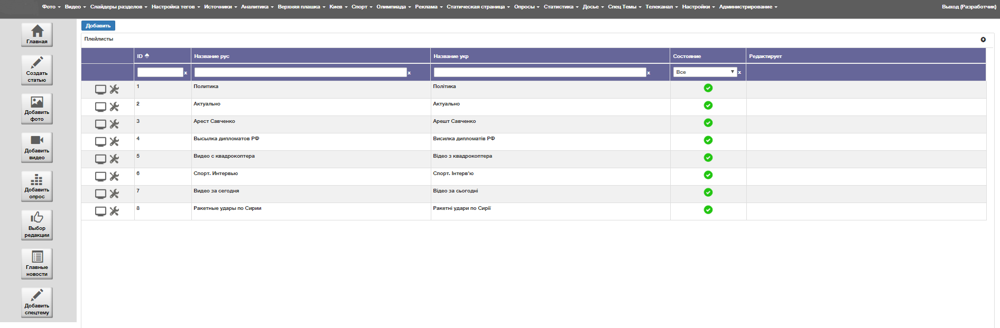 Фото Видео Слайдеры разделов Настройка тегов Источники Аналитика Верхняя плашка Киев Спорт Олимпиада Реклама Статическая страница Опросы Статистика Досье Спец Темы Телеканал Настройки Администрирование Выход (Разработчик)
Главная
Создать
статью
Добавить
фото
Добавить
видео
Добавить
опрос
Выбор
редакции
Главные
новости
Добавить
спецтему
Добавить
Плейлисты
ID Название рус Название укр Состояние Редактирует
x x x Все x
1 Политика Політика
2 Актуально Актуально
3 Арест Савченко Арешт Савченко
4 Высылка дипломатов РФ Висилка дипломатів РФ
5 Видео с квадрокоптера Відео з квадрокоптера
6 Спорт. Интервью Спорт. Інтерв'ю
7 Видео за сегодня Відео за сьогодні
8 Ракетные удары по Сирии Ракетні удари по Сирії